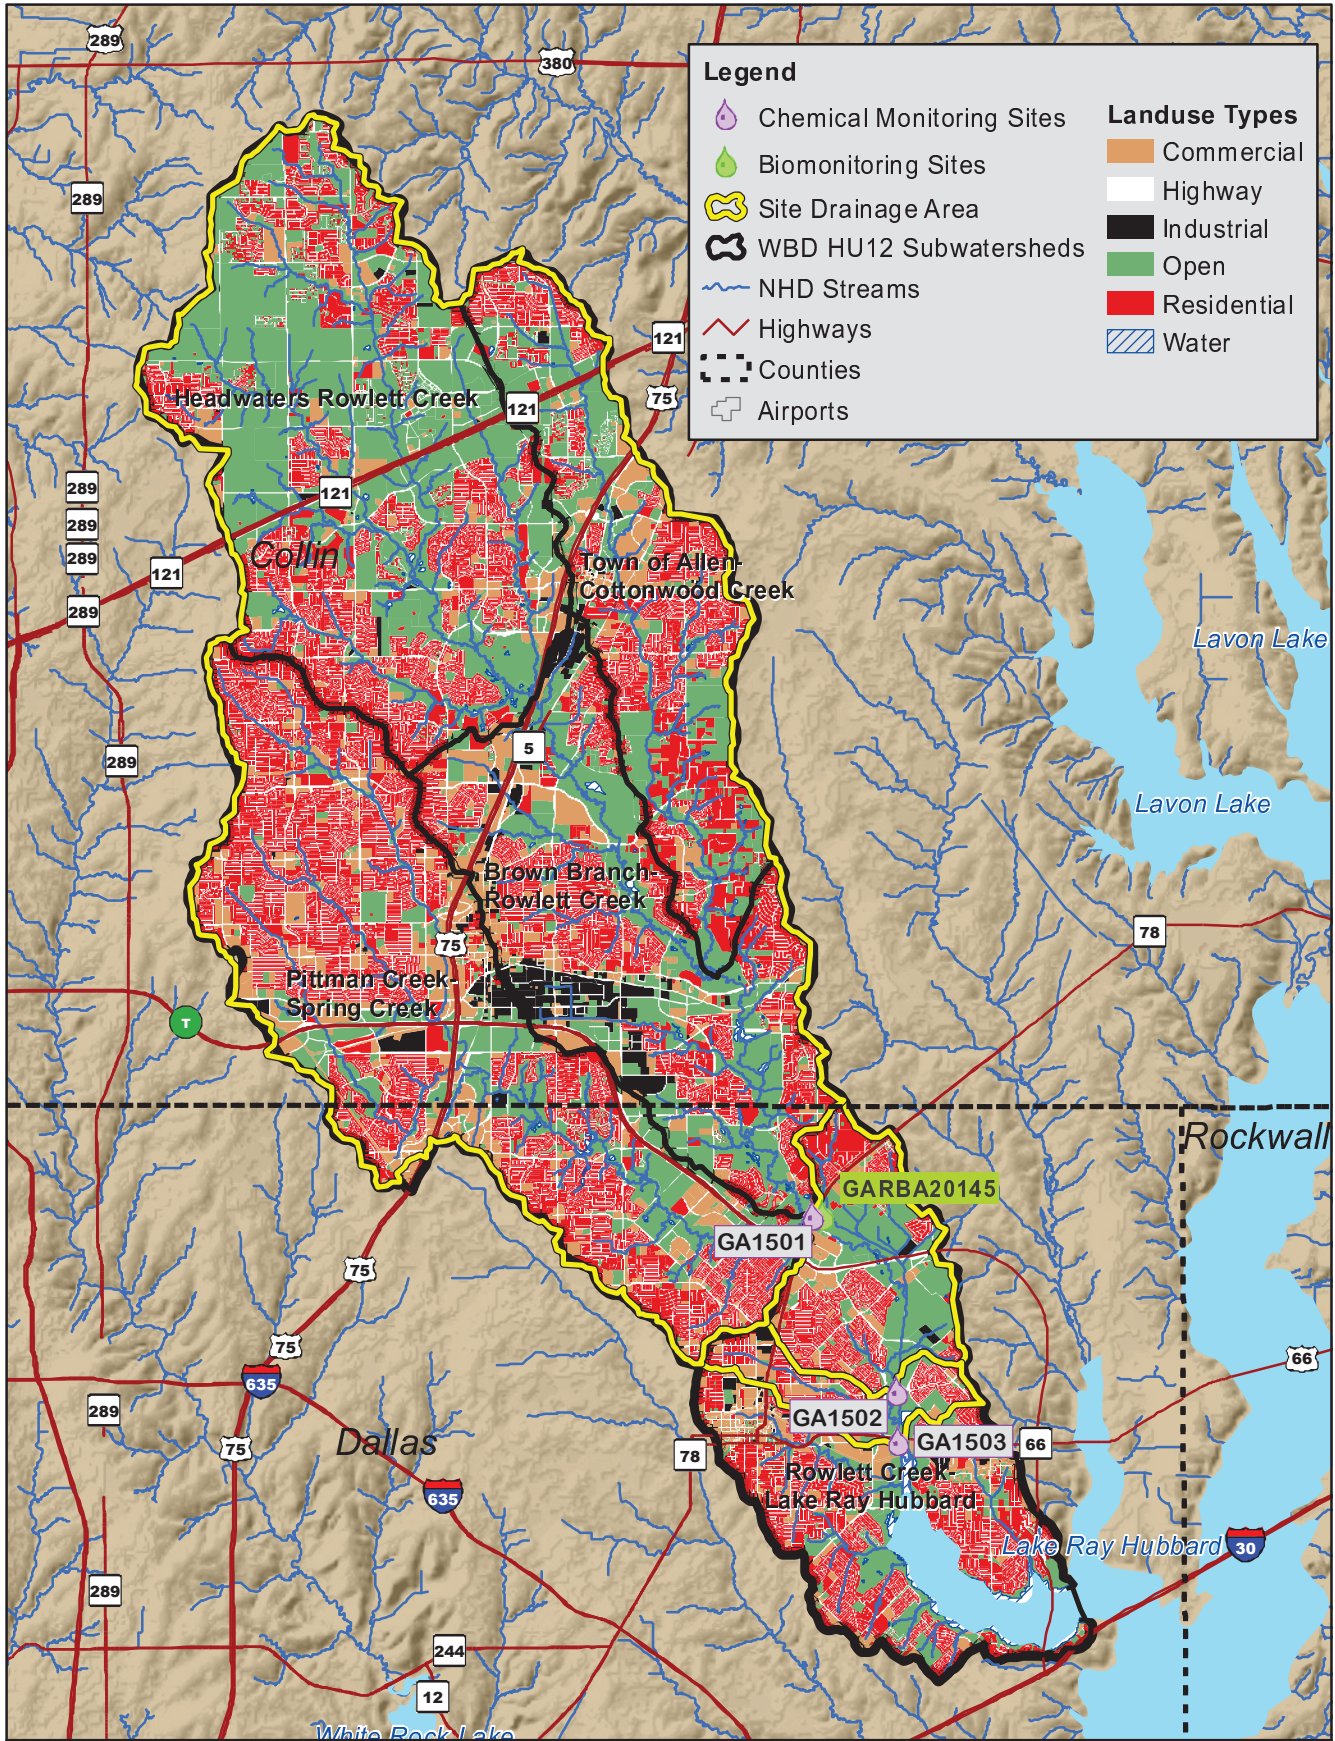 289
380
289
Legend
Chemical Monitoring Sites
Biomonitoring Sites
Site Drainage Area
WBD HU12 Subwatersheds
NHD Streams
Highways
Counties
Airports
Landuse Types
Commercial
Highway
Industrial
Open
Residential
Water
121
75
Headwaters Rowlett Creek
121
121
289
289
289
121
289
Collin
Town of Allen-
Cottonwood Creek
Lavon Lake
5
289
Lavon Lake
Brown Branch-
Rowlett Creek
75
78
Pittman Creek-
Spring Creek
T
Rockwall
GARBA20145
GA1501
75
75
66
635
289
GA1502
GA1503
66
75
Dallas
78
Rowlett Creek-
Lake Ray Hubbard
635
Lake Ray Hubbard
30
289
244
12
White Rock Lake